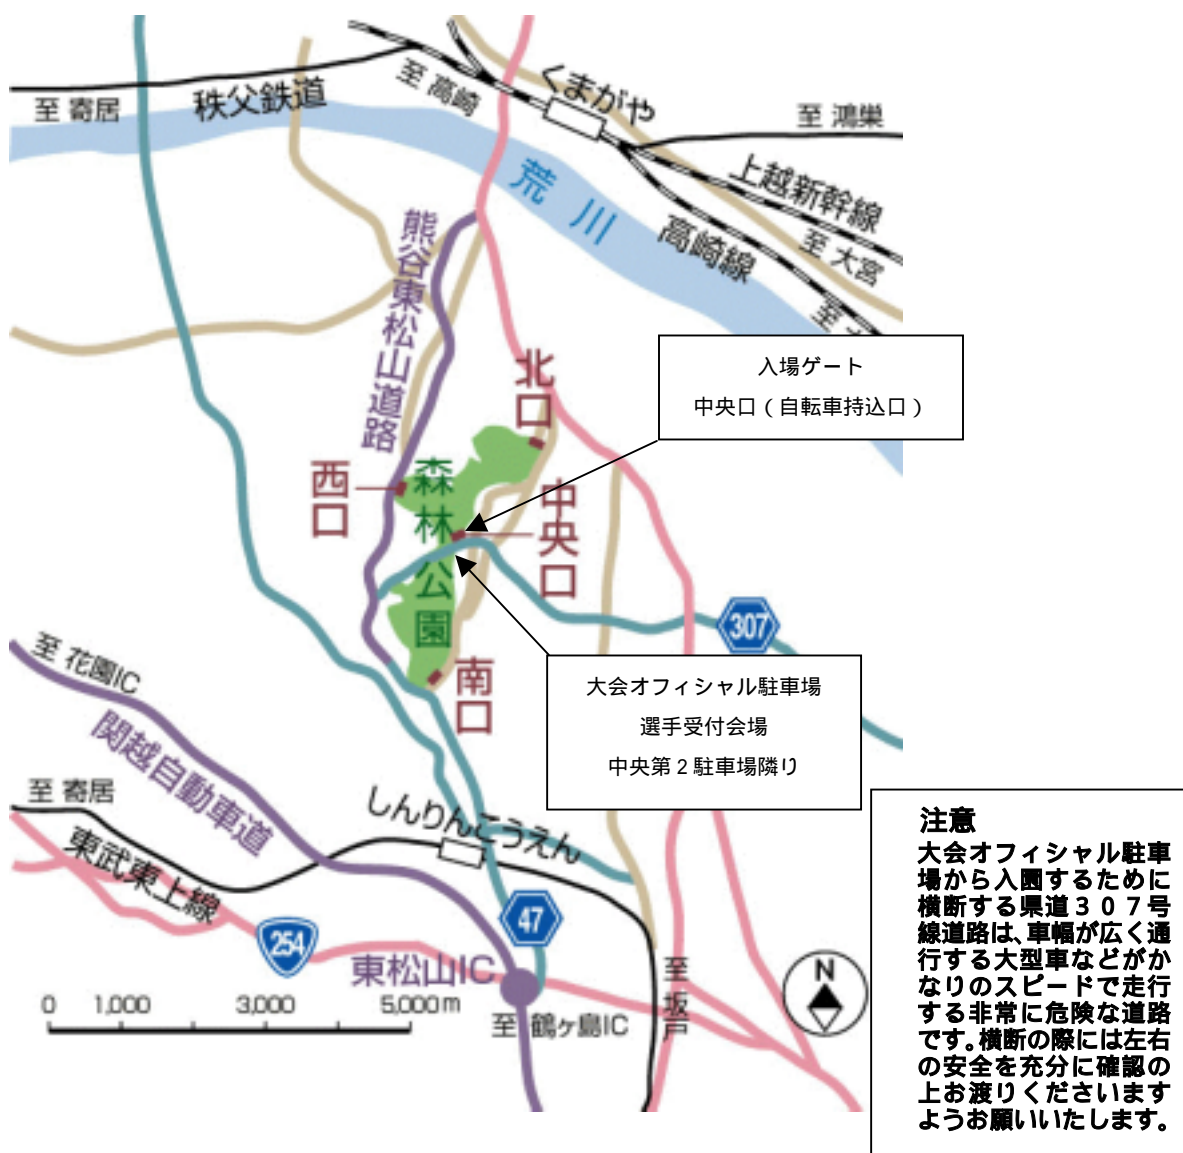 くまがや
至 高崎
至 寄居
秩父鉄道
至 鴻巣
上越新幹線
至 大宮
荒川
高崎線
至
熊谷東松山道路
北口
入場ゲート
中央口（自転車持込口）
西口
森林公園
中央口
307
至 花園IC
南口
大会オフィシャル駐車場
選手受付会場
中央第２駐車場隣り
関越自動車道
至 寄居
しんりんこうえん
東武東上線
254
47
東松山IC
至 坂戸
N
0 1,000 3,000 5,000m
至 鶴ヶ島IC
注意
大会オフィシャル駐車
場から入園するために
横断する県道３０７号
線道路は、車幅が広く通
行する大型車などがか
なりのスピードで走行
する非常に危険な道路
です。横断の際には左右
の安全を充分に確認の
上お渡りくださいます
ようお願いいたします。